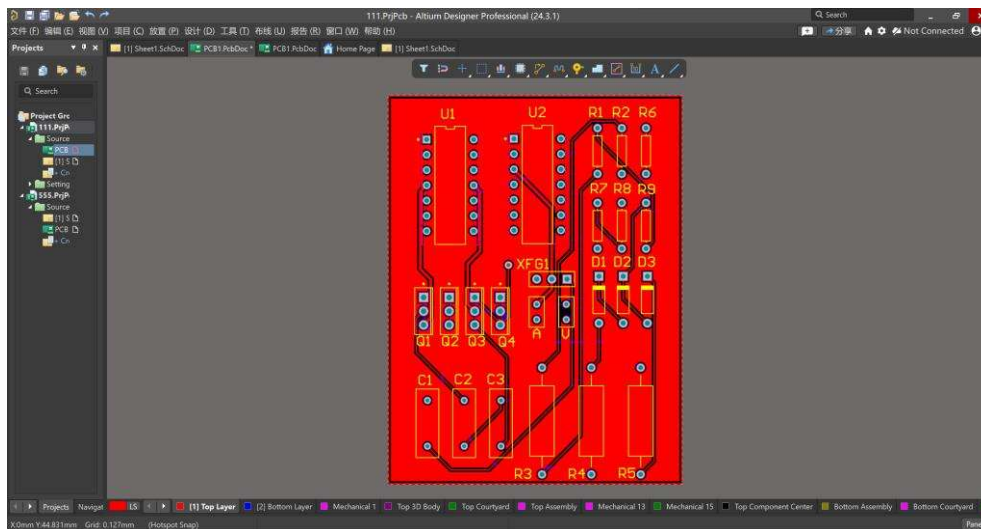 111.PrjPcb - Altium Designer Professional (24.3.1)
Search
文件 (F) 编辑 (E) 视图 (V) 项目 (C) 放置 (P) 设计 (D) 工具 (T) 布线 (U) 报告 (R) 窗口 (W) 帮助 (H)
分享
Not Connected
Projects
[1] Sheet1.SchDoc
PCB1.PcbDoc *
PCB1.PcbDoc
Home Page
[1] Sheet1.SchDoc
Search
Project Grc
111.PrjP
Source
PCB
[1] S
Cn
Setting
555.PrjP
Source
[1] S
PCB
Cn
U1 U2 R1 R2 R6
R7 R8 R9
XFG1 D1 D2 D3
A V
Q1 Q2 Q3 Q4
C1 C2 C3
R3 R4 R5
Projects Navigat LS [1] Top Layer [2] Bottom Layer Mechanical 1 Top 3D Body Top Courtyard Top Assembly Mechanical 13 Mechanical 15 Top Component Center Bottom Assembly Bottom Courtyard
X:0mm Y:44.831mm Grid: 0.127mm (Hotspot Snap)
Pane